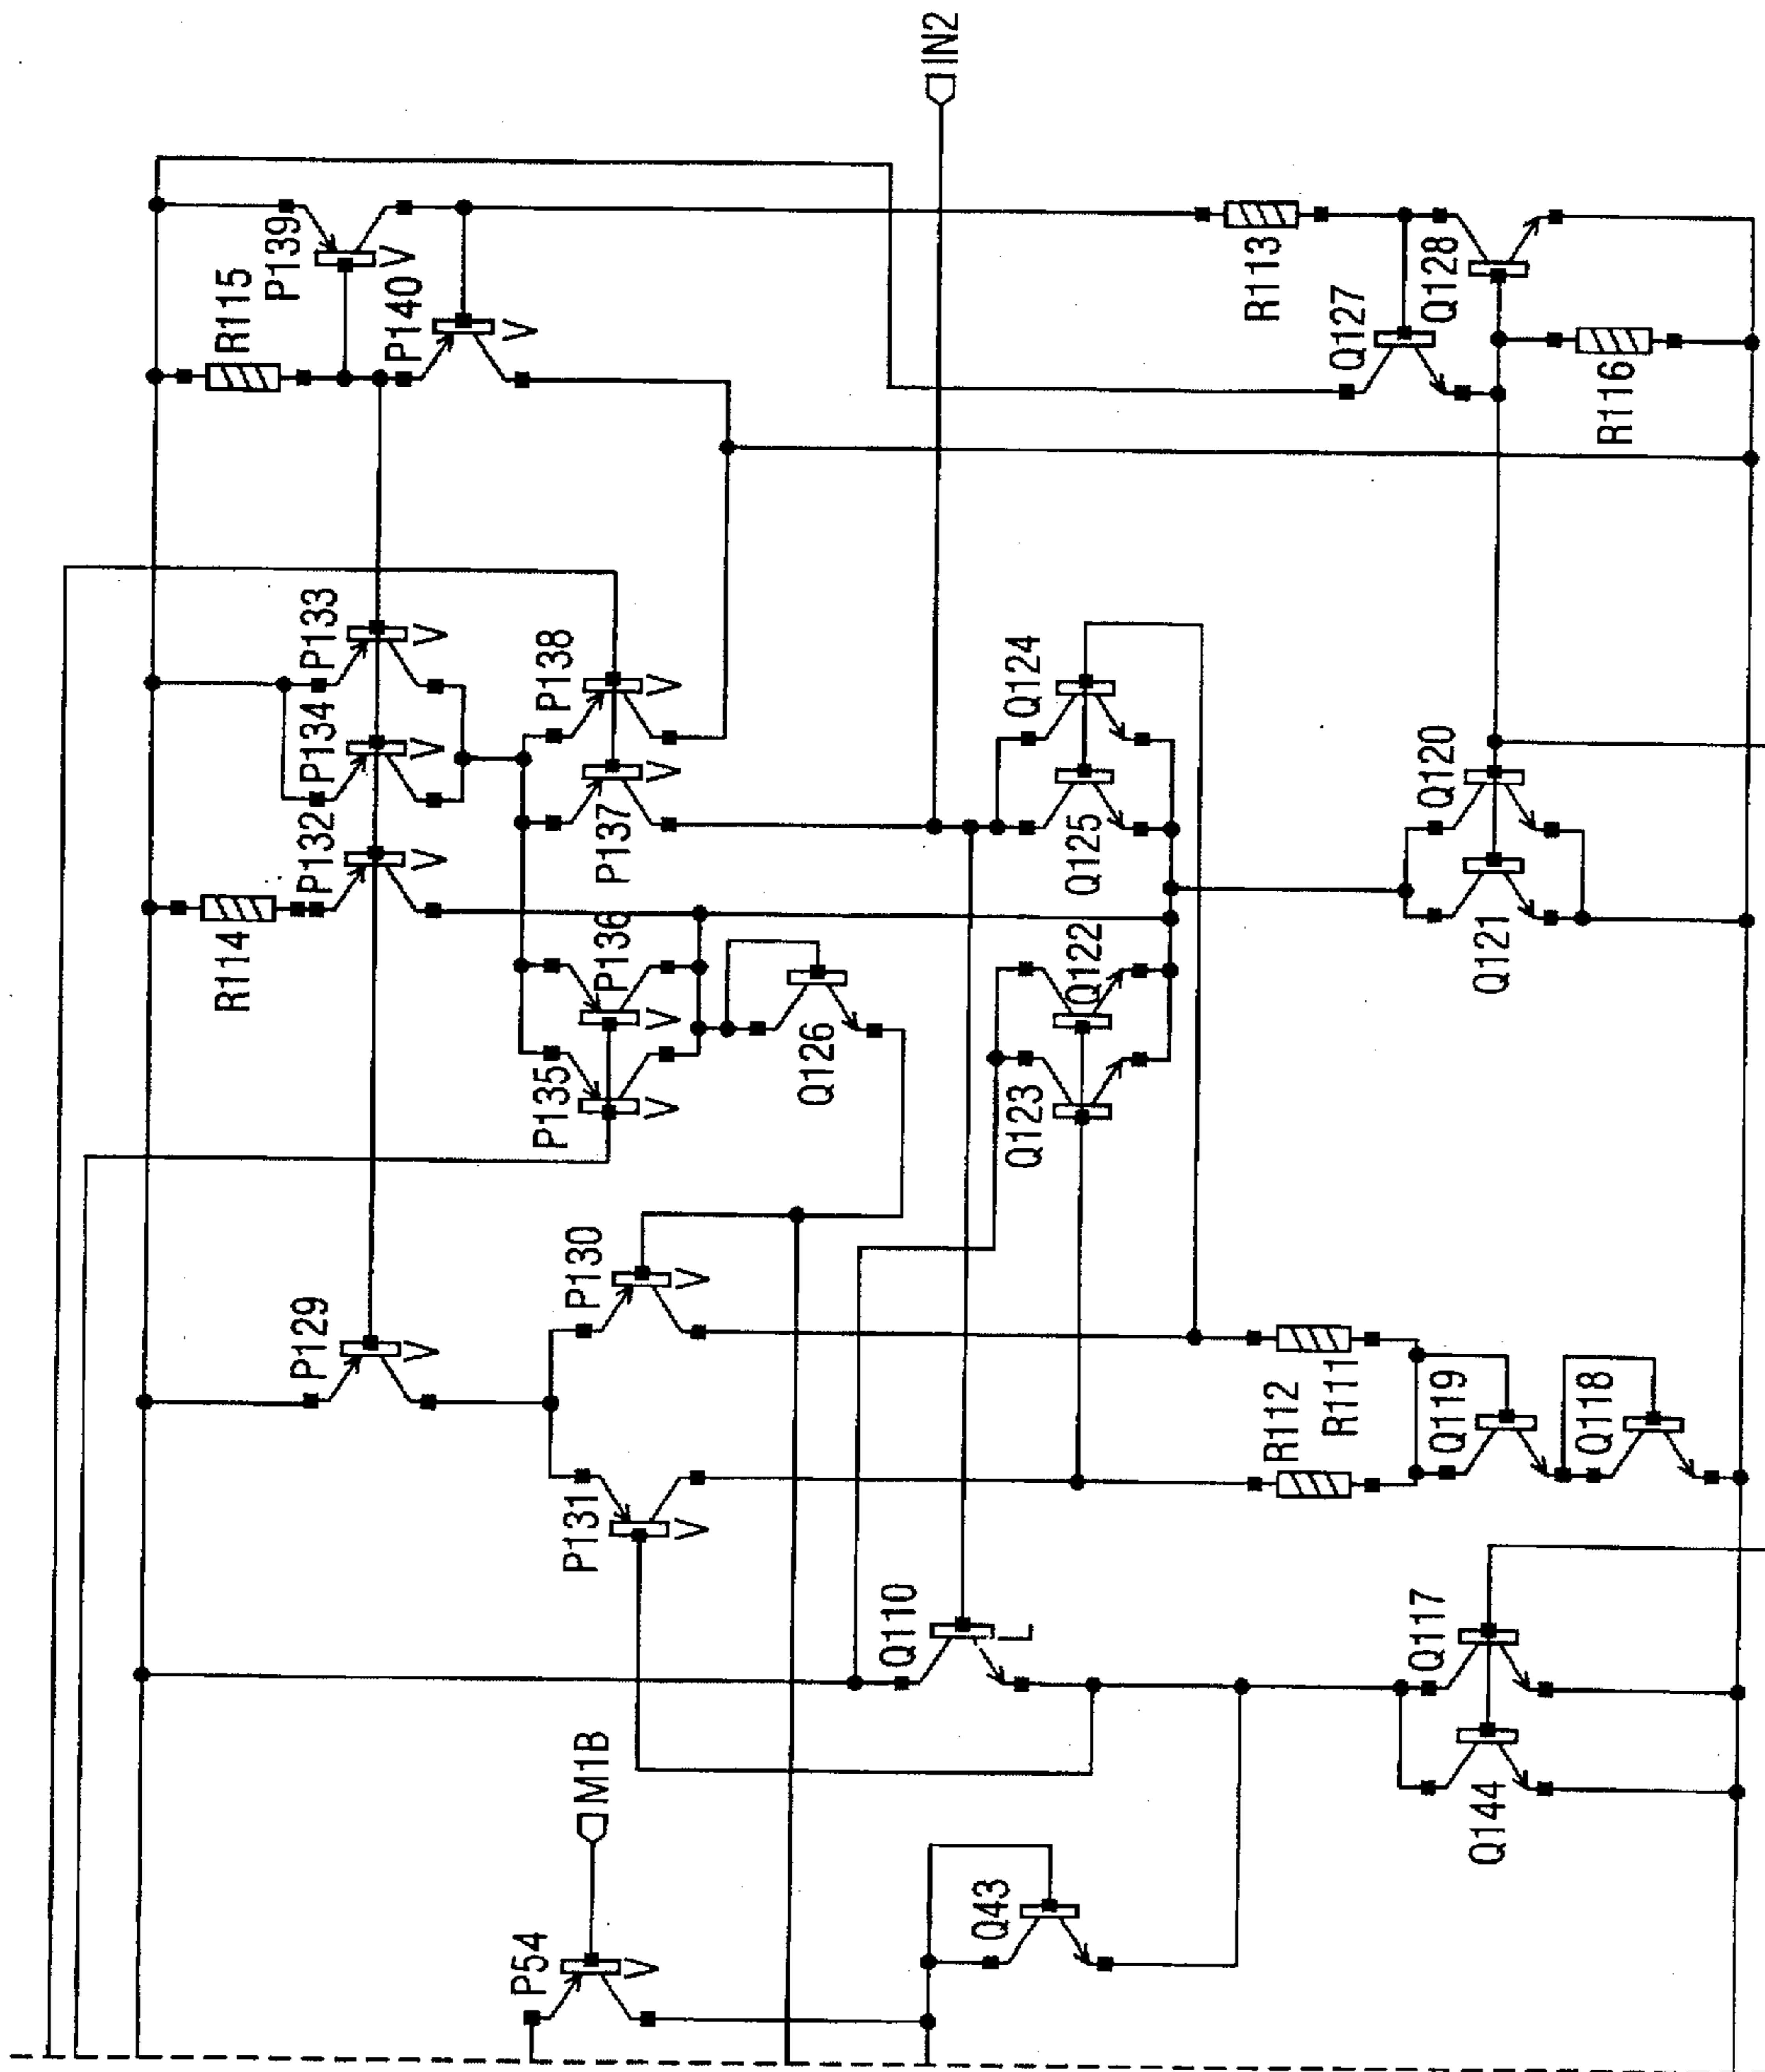 IN2
P139
R115
P140
R113
Q128
Q127
R116
P133
P134
P132
R114
P138
P137
P136
P135
Q126
Q124
Q125
Q122
Q123
Q120
Q121
P129
P130
P131
R111
R112
Q119
Q118
Q110
Q117
Q144
M1B
P54
Q43
V
V
V
V
V
V
V
V
V
V
V
V
V
L